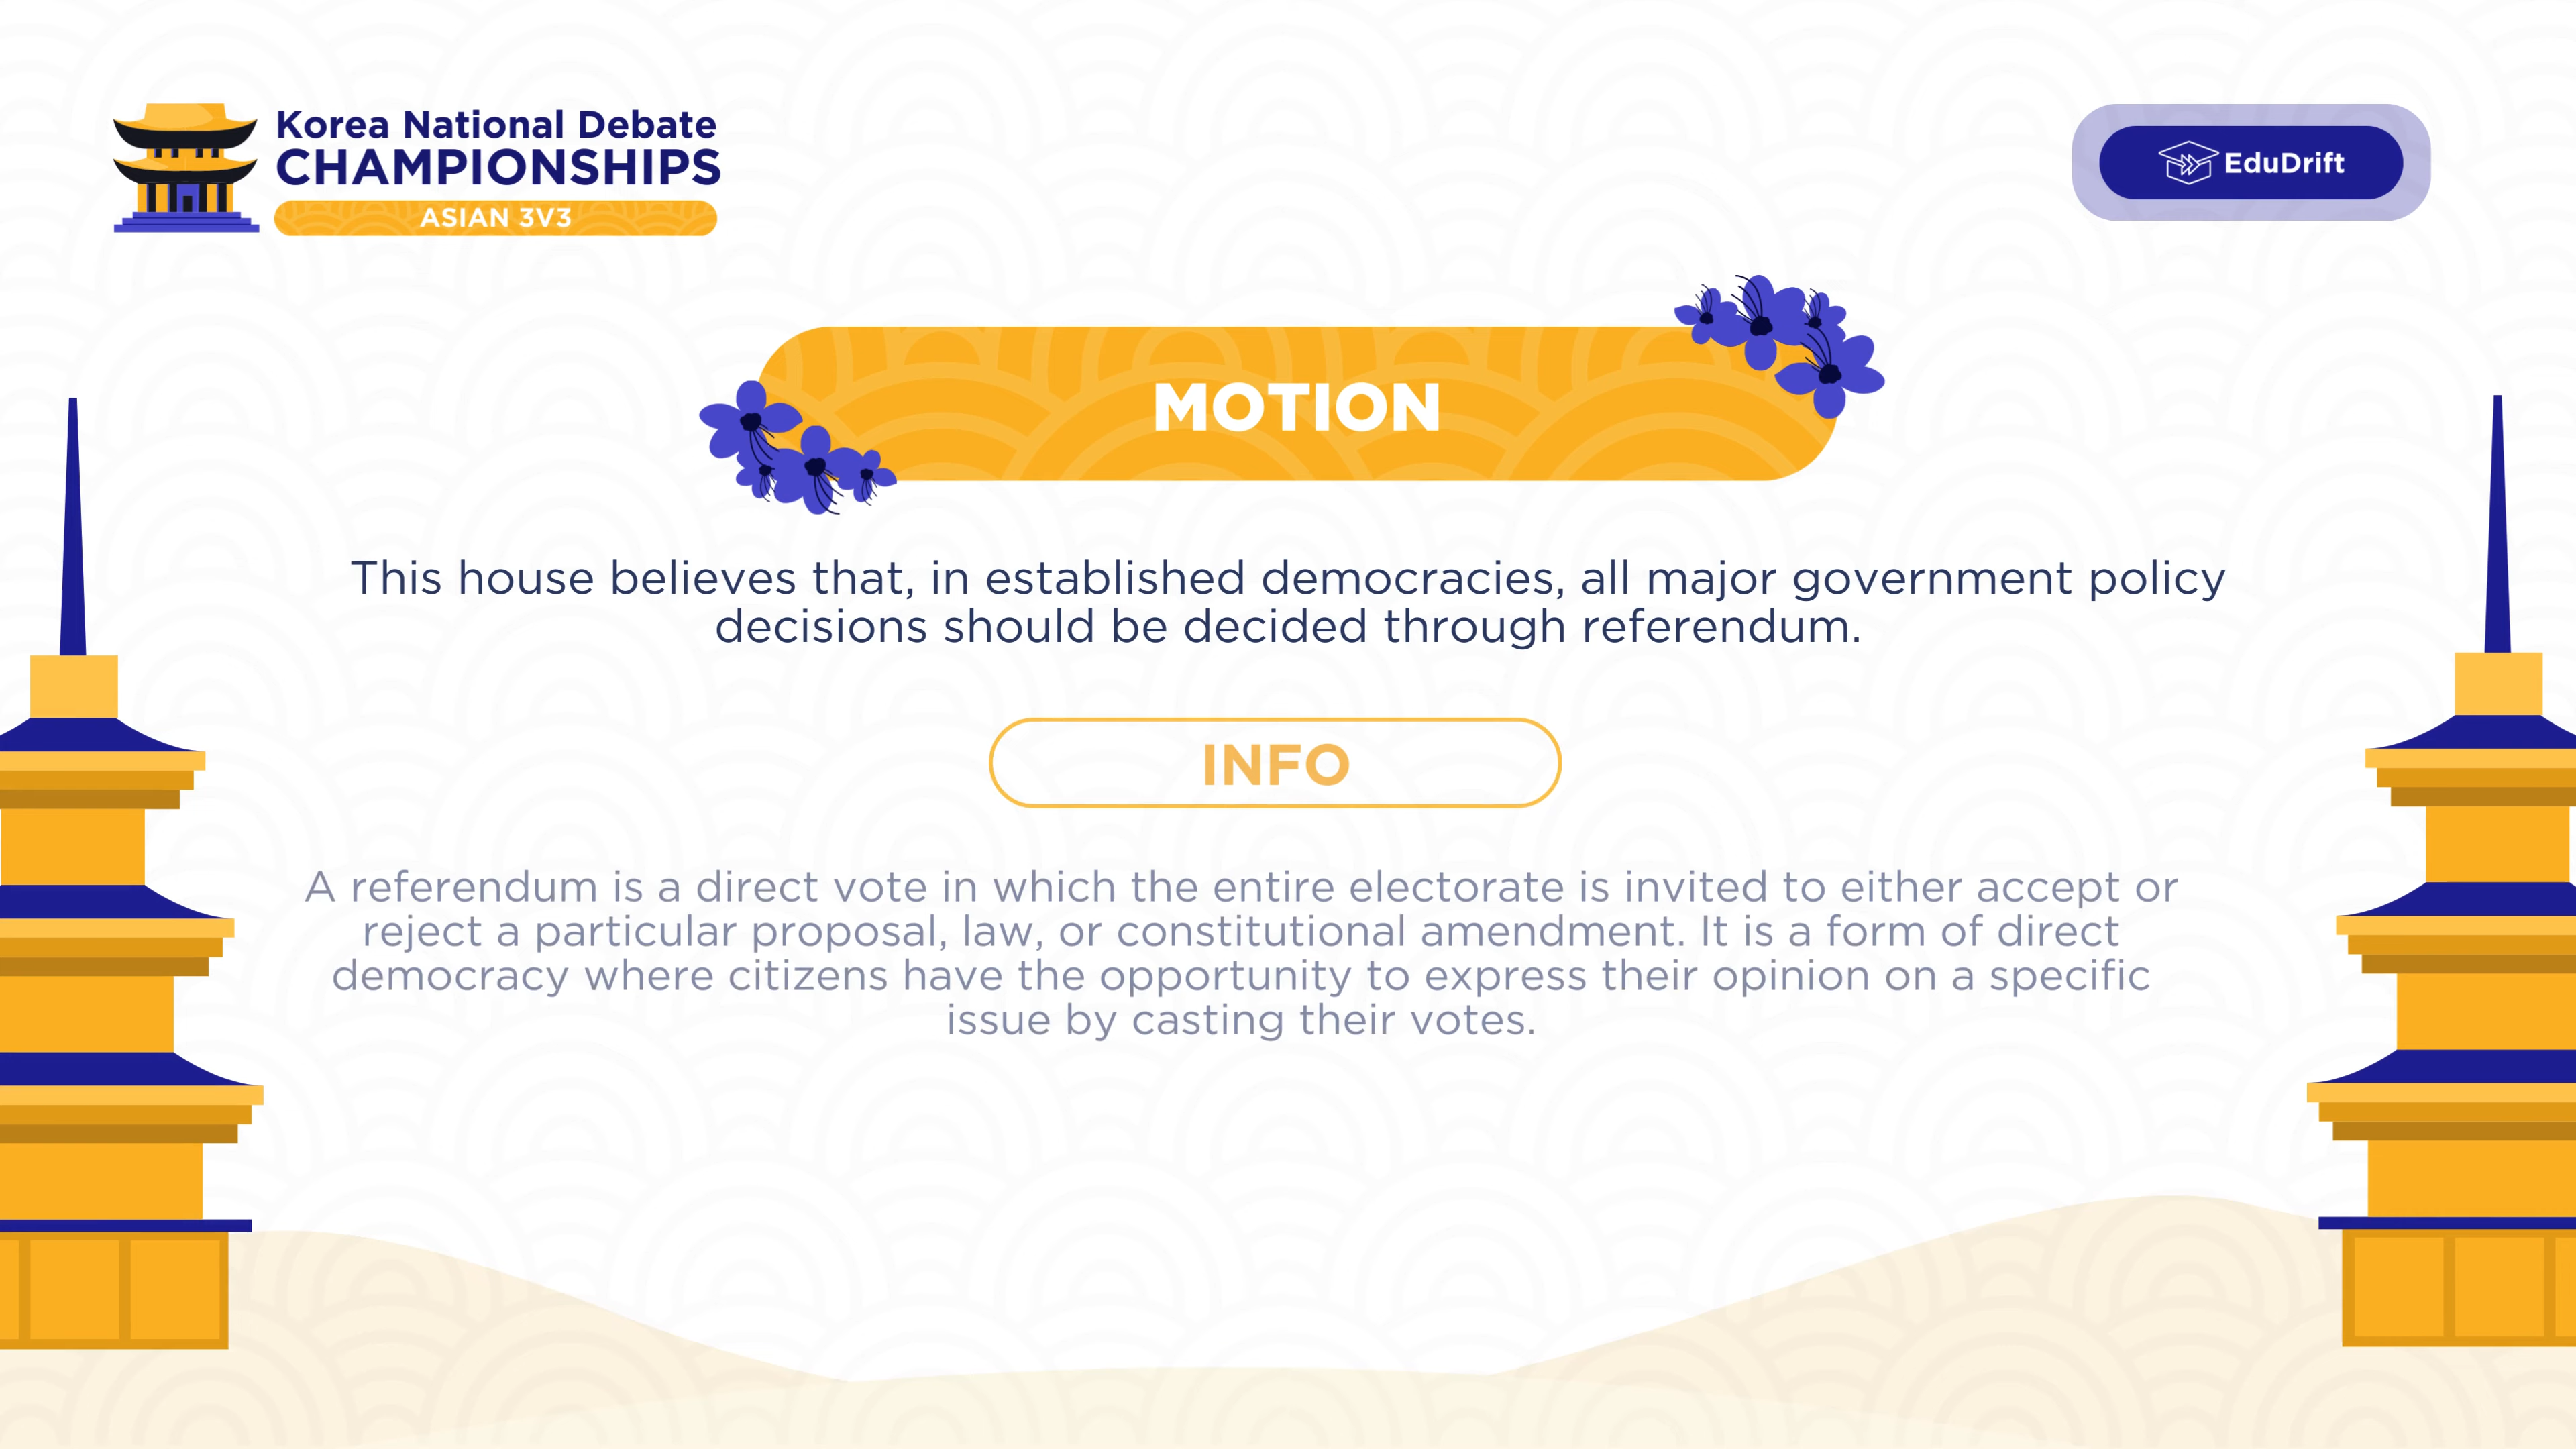 Korea National Debate
CHAMPIONSHIPS
ASIAN 3V3
EduDrift
MOTION
This house believes that, in established democracies, all major government policy
decisions should be decided through referendum.
INFO
A referendum is a direct vote in which the entire electorate is invited to either accept or
reject a particular proposal, law, or constitutional amendment. It is a form of direct
democracy where citizens have the opportunity to express their opinion on a specific
issue by casting their votes.